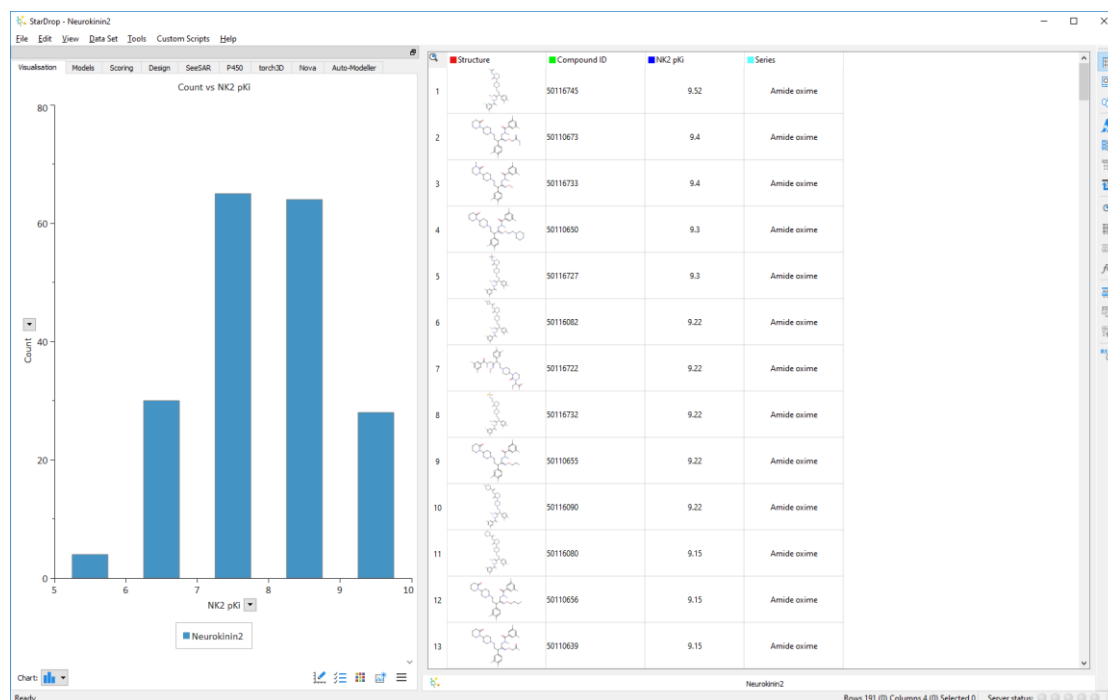 StarDrop - Neurokinin2
File Edit View Data Set Tools Custom Scripts Help
Visualisation Models Scoring Design SeeSAR P450 torch3D Nova Auto-Modeller
Count vs NK2 pKi
80
60
40
20
0
Count
5 6 7 8 9 10
NK2 pKi
Neurokinin2
Chart:
Ready
Structure Compound ID NK2 pKi Series
1 50116745 9.52 Amide oxime
2 50110673 9.4 Amide oxime
3 50116733 9.4 Amide oxime
4 50110650 9.3 Amide oxime
5 50116727 9.3 Amide oxime
6 50116082 9.22 Amide oxime
7 50116722 9.22 Amide oxime
8 50116732 9.22 Amide oxime
9 50110655 9.22 Amide oxime
10 50116090 9.22 Amide oxime
11 50116080 9.15 Amide oxime
12 50110656 9.15 Amide oxime
13 50110639 9.15 Amide oxime
Neurokinin2
Rows 191 (0) Columns 4 (0) Selected 0 Server status: